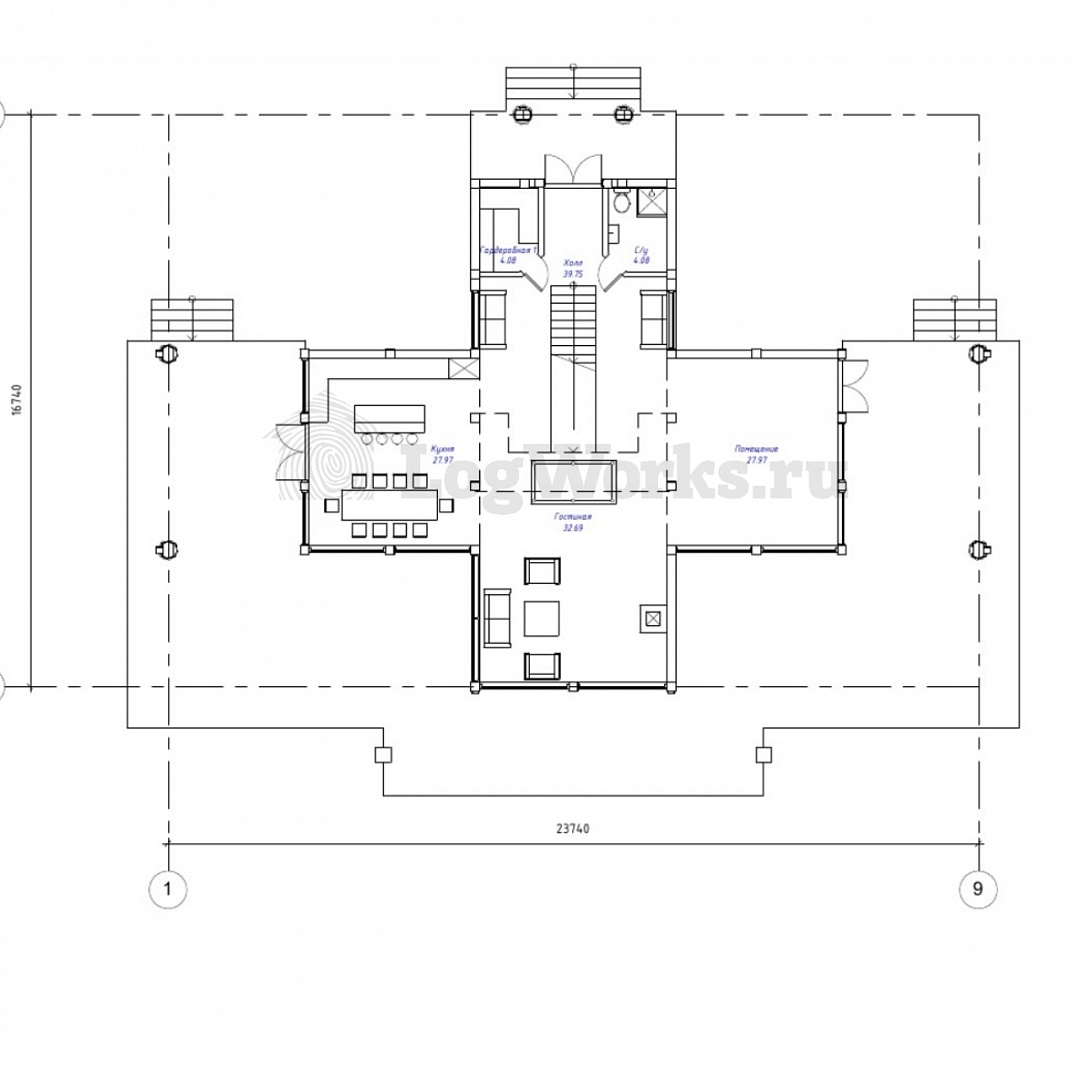 Гардеробная 1
4.08
С/у
4.08
Холл
39.75
16740
Кухня
27.97
Помещение
27.97
LogWorks.ru
Гостиная
32.69
23740
1
9